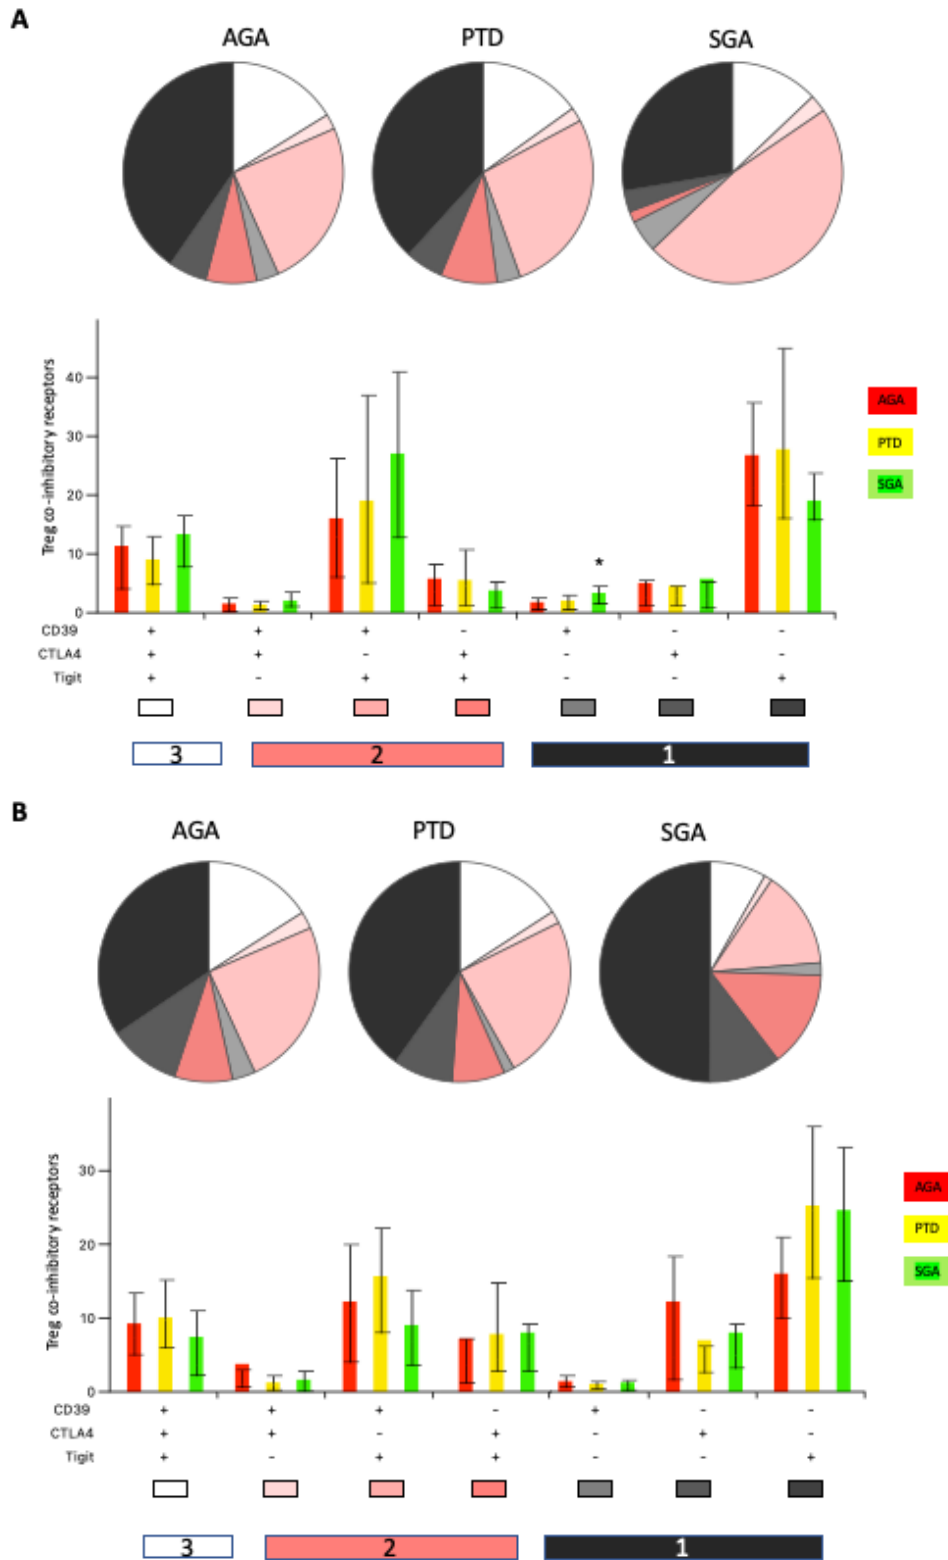 A
AGA PTD SGA
Treg co-inhibitory receptors
40
30
20
10
0
*
AGA
PTD
SGA
CD39 + + + - + - -
CTLA4 + + - + - + -
Tigit + - + + - - +
3 2 1
B
AGA PTD SGA
Treg co-inhibitory receptors
30
20
10
0
AGA
PTD
SGA
CD39 + + + - + - -
CTLA4 + + - + - + -
Tigit + - + + - - +
3 2 1